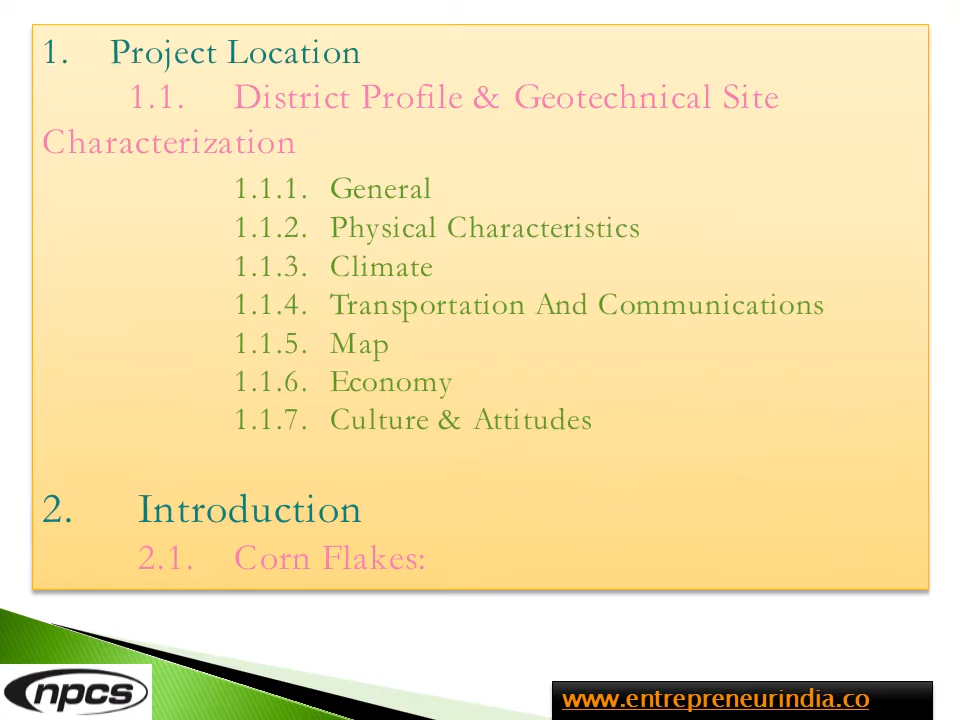 1. Project Location
1.1. District Profile & Geotechnical Site
Characterization
1.1.1. General
1.1.2. Physical Characteristics
1.1.3. Climate
1.1.4. Transportation And Communications
1.1.5. Map
1.1.6. Economy
1.1.7. Culture & Attitudes
2. Introduction
2.1. Corn Flakes:
npcs
www.entrepreneurindia.co